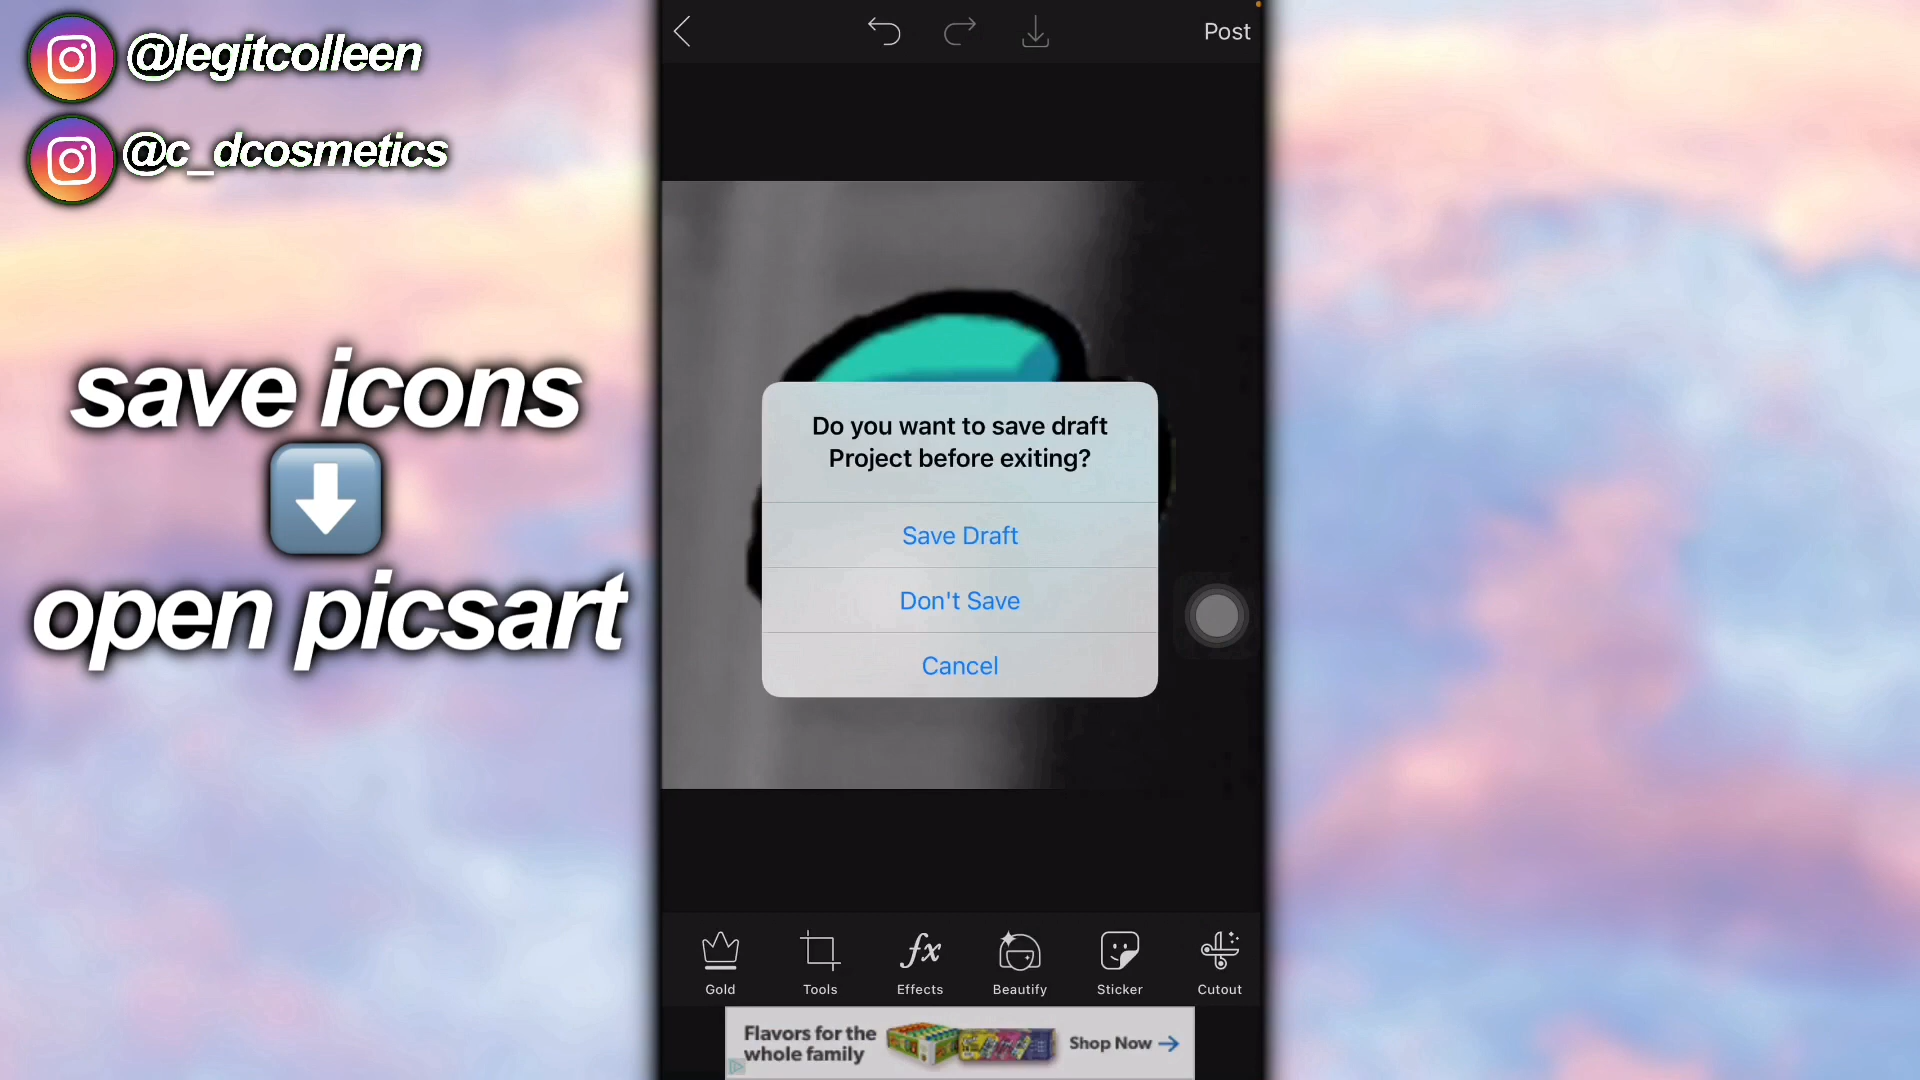 @legitcolleen
@c_dcosmetics
save icons
open picsart
Post
Do you want to save draft
Project before exiting?
Save Draft
Don't Save
Cancel
Gold
Tools
fx
Effects
Beautify
Sticker
Cutout
Flavors for the
whole family
Shop Now